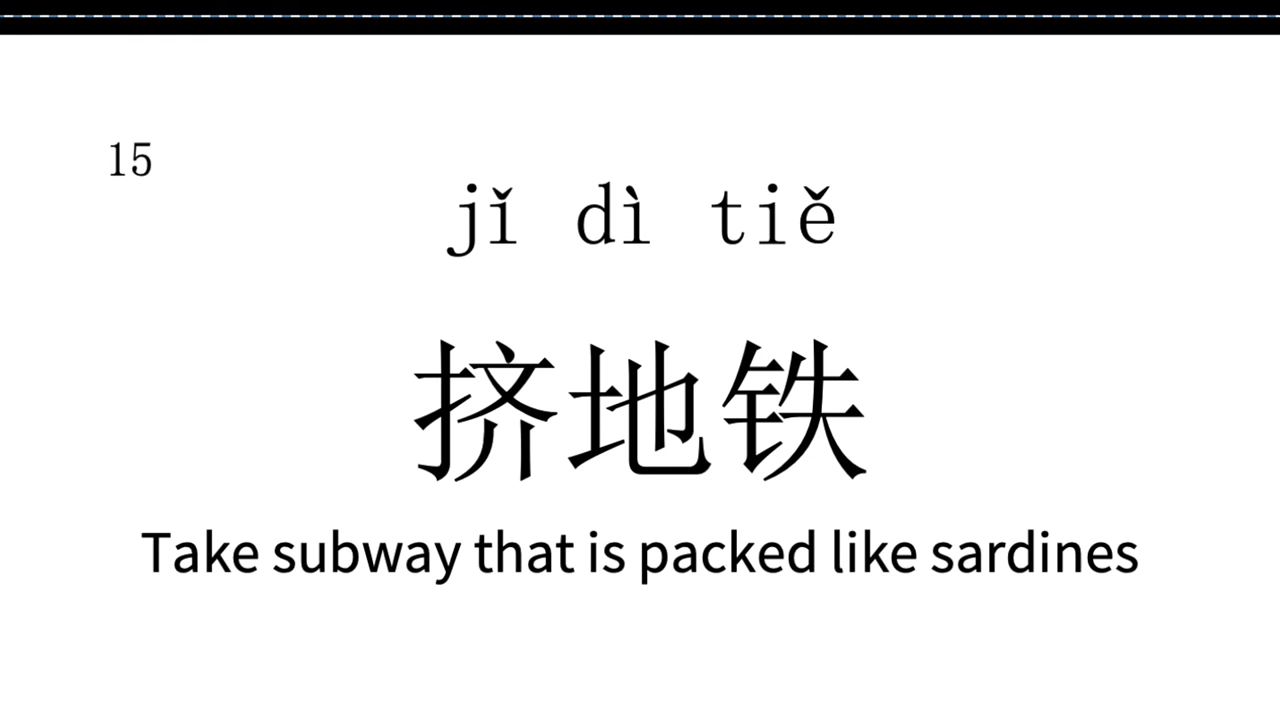 15
jǐ dì tiě
挤地铁
Take subway that is packed like sardines